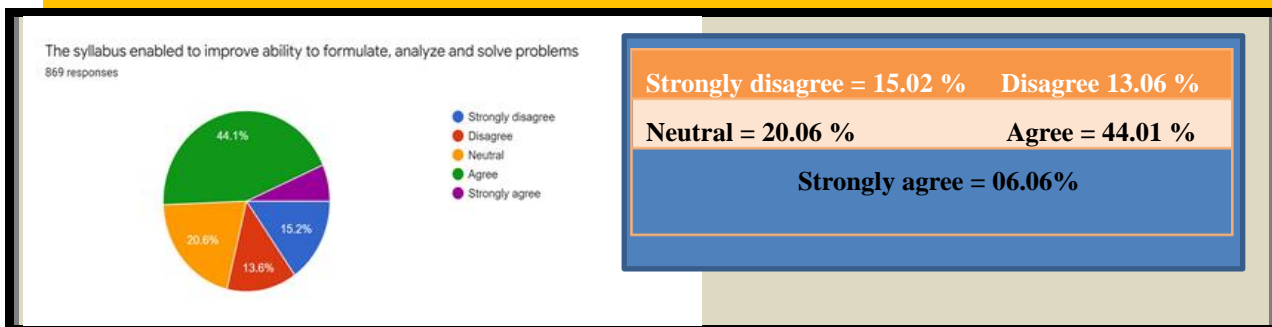 The syllabus enabled to improve ability to formulate, analyze and solve problems
869 responses
44.1%
20.6%
13.6%
15.2%
Strongly disagree
Disagree
Neutral
Agree
Strongly agree
Strongly disagree = 15.02 % Disagree 13.06 %
Neutral = 20.06 % Agree = 44.01 %
Strongly agree = 06.06%